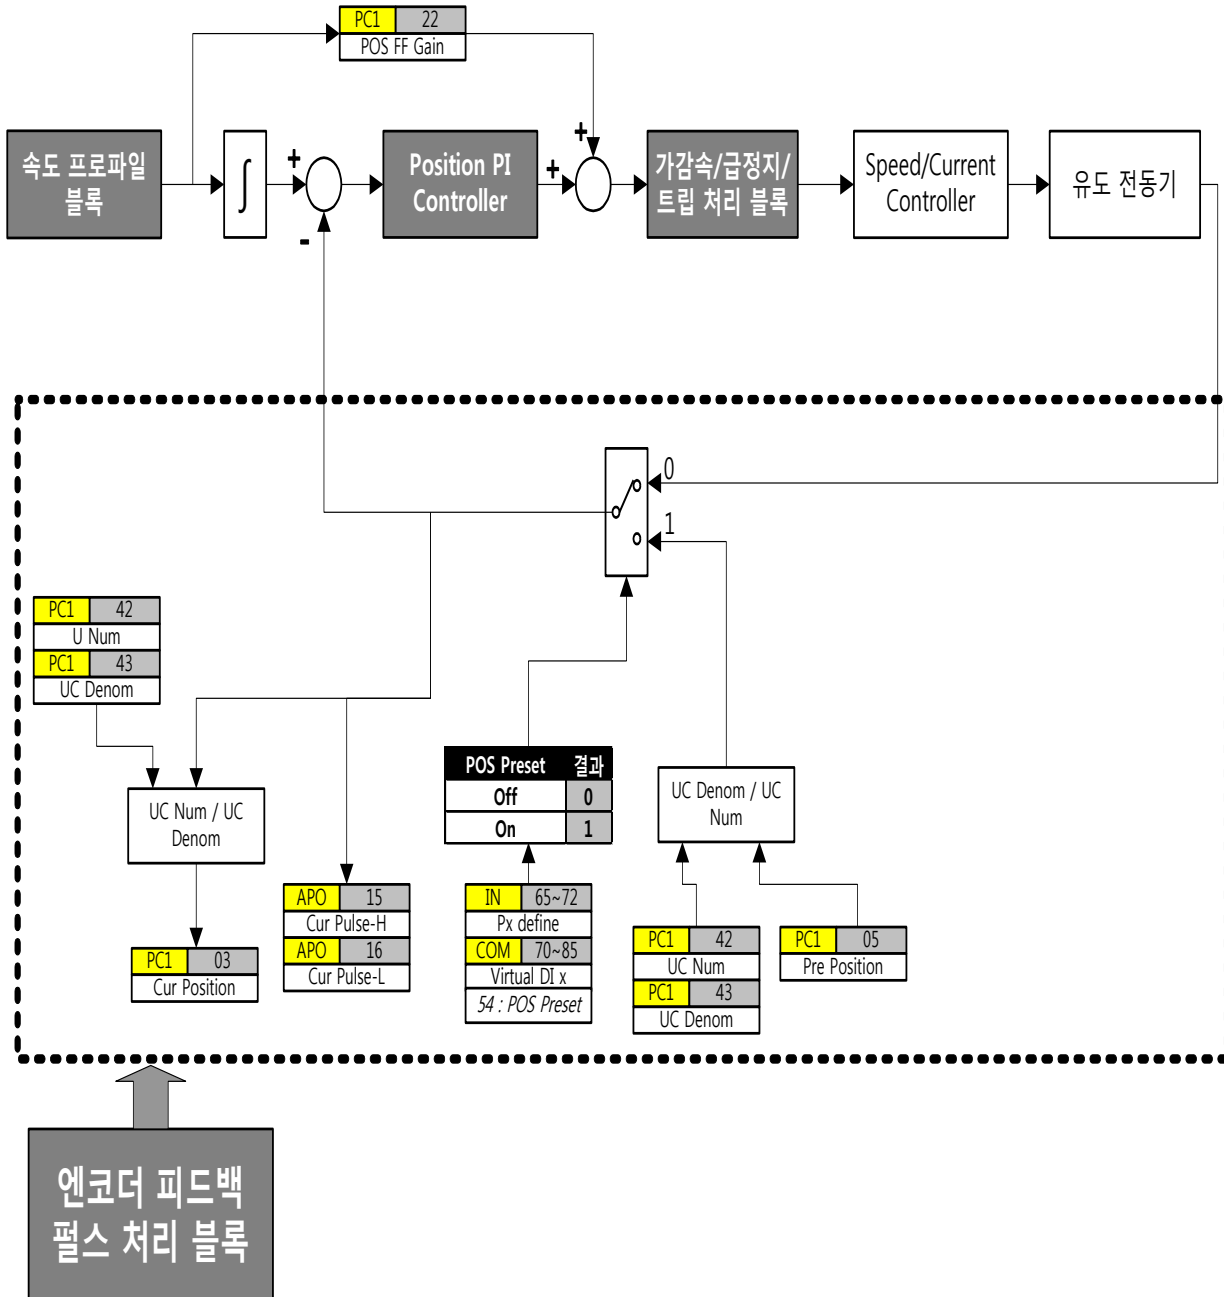 PC1 22
POS FF Gain
속도 프로파일
블록
∫
+
-
Position PI
Controller
+
+
가감속/급정지/
트립 처리 블록
Speed/Current
Controller
유도 전동기
0
1
PC1 42
U Num
PC1 43
UC Denom
UC Num / UC
Denom
PC1 03
Cur Position
APO 15
Cur Pulse-H
APO 16
Cur Pulse-L
POS Preset 결과
Off 0
On 1
IN 65~72
Px define
COM 70~85
Virtual DI x
54 : POS Preset
UC Denom / UC
Num
PC1 42
UC Num
PC1 43
UC Denom
PC1 05
Pre Position
엔코더 피드백
펄스 처리 블록